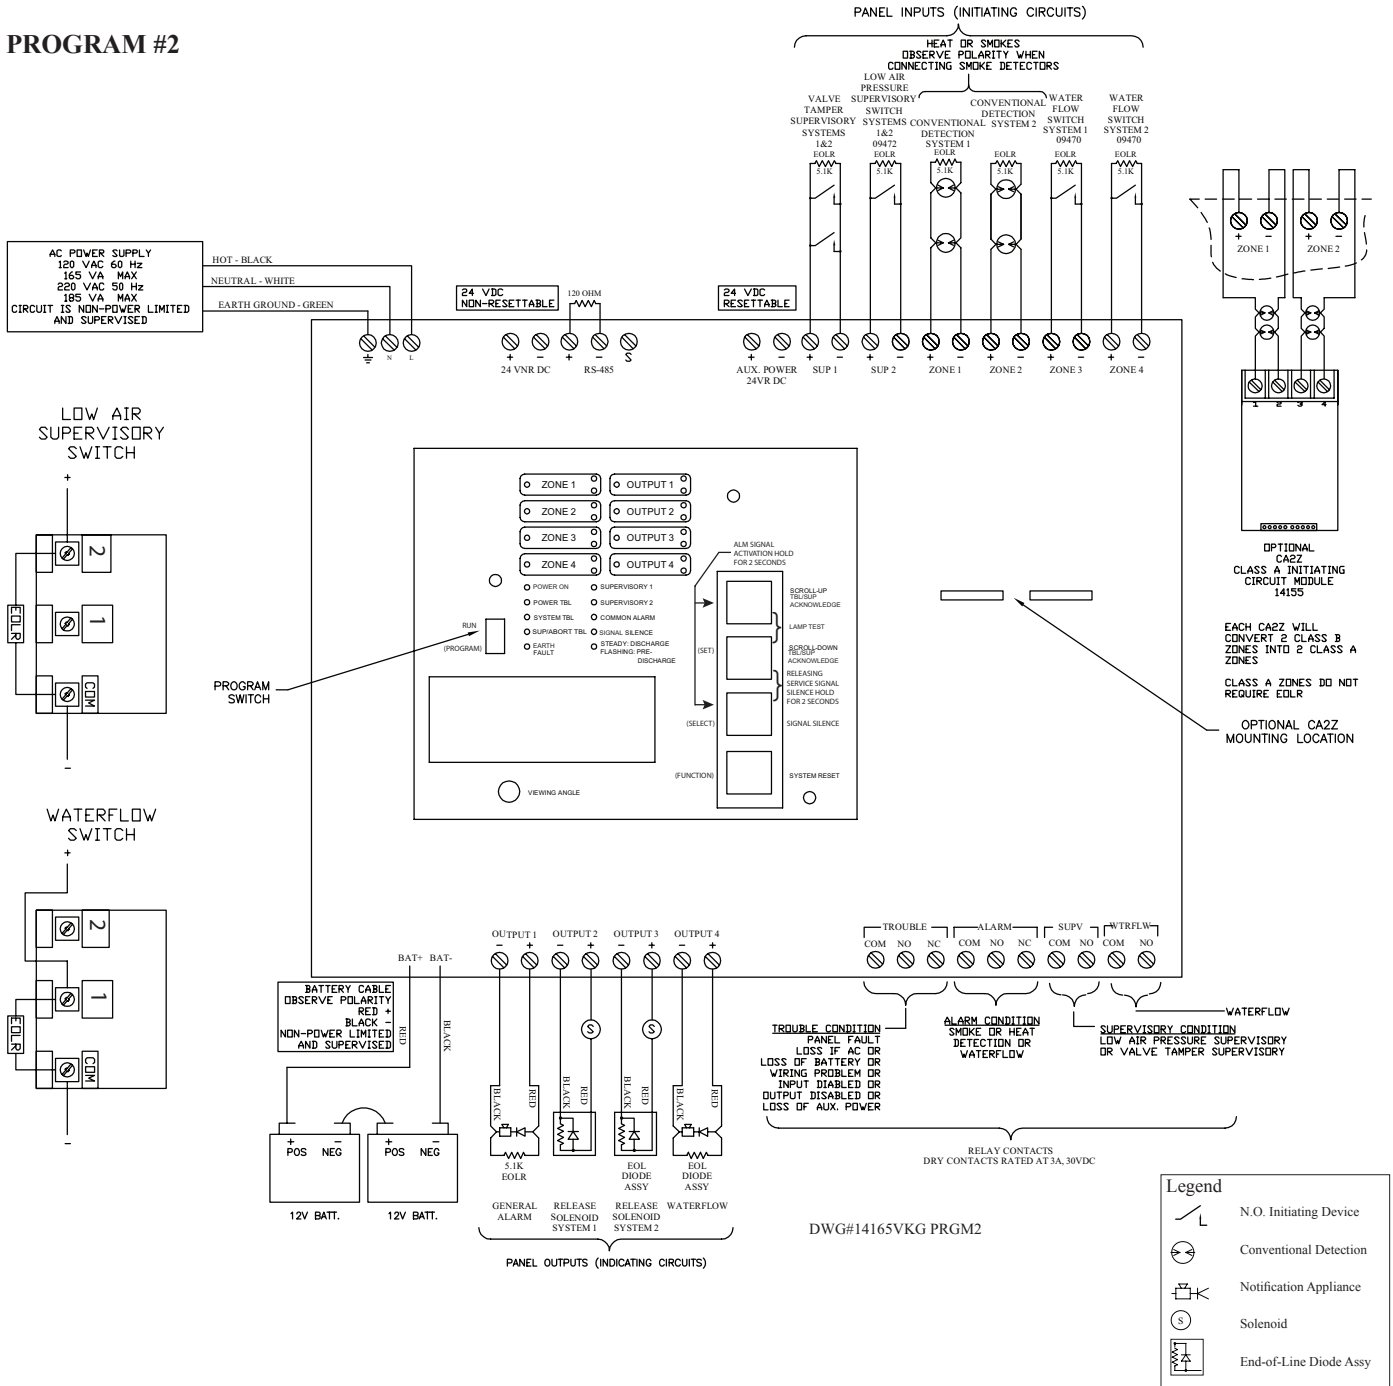 PROGRAM #2
PANEL INPUTS (INITIATING CIRCUITS)
HEAT OR SMOKES
OBSERVE POLARITY WHEN
CONNECTING SMOKE DETECTORS
VALVE
TAMPER
SUPERVISORY
SYSTEMS
1&2
EOLR
LOW AIR
PRESSURE
SUPERVISORY
SWITCH
SYSTEMS
1&2
09472
EOLR
5.1K
CONVENTIONAL
DETECTION
SYSTEM 1
EOLR
5.1K
CONVENTIONAL
DETECTION
SYSTEM 2
EOLR
5.1K
WATER
FLOW
SWITCH
SYSTEM 1
09470
EOLR
5.1K
WATER
FLOW
SWITCH
SYSTEM 2
09470
EOLR
5.1K
5.1K
AC POWER SUPPLY
120 VAC 60 Hz
165 VA MAX
220 VAC 50 Hz
185 VA MAX
CIRCUIT IS NON-POWER LIMITED
AND SUPERVISED
HOT - BLACK
NEUTRAL - WHITE
EARTH GROUND - GREEN
24 VDC
NON-RESETTABLE
120 OHM
24 VDC
RESETTABLE
N L
+ - + - S
24 VNR DC RS-485
+ - + - + - + - + - + - + -
AUX. POWER
24VR DC
SUP 1 SUP 2 ZONE 1 ZONE 2 ZONE 3 ZONE 4
+ - + -
ZONE 1 ZONE 2
1 2 3 4
OPTIONAL
CA2Z
CLASS A INITIATING
CIRCUIT MODULE
14155
EACH CA2Z WILL
CONVERT 2 CLASS B
ZONES INTO 2 CLASS A
ZONES
CLASS A ZONES DO NOT
REQUIRE EOLR
OPTIONAL CA2Z
MOUNTING LOCATION
LOW AIR
SUPERVISORY
SWITCH
+
2
1
COM
EOLR
-
WATERFLOW
SWITCH
+
2
1
COM
EOLR
-
ZONE 1 OUTPUT 1
ZONE 2 OUTPUT 2
ZONE 3 OUTPUT 3
ZONE 4 OUTPUT 4
POWER ON SUPERVISORY 1
POWER TBL SUPERVISORY 2
SYSTEM TBL COMMON ALARM
SUP/ABORT TBL SIGNAL SILENCE
EARTH
FAULT
STEADY: DISCHARGE
FLASHING: PRE-
DISCHARGE
RUN
(PROGRAM)
PROGRAM
SWITCH
ALM SIGNAL
ACTIVATION HOLD
FOR 2 SECONDS
SCROLL-UP
TBL/SUP
ACKNOWLEDGE
LAMP TEST
(SET)
SCROLL-DOWN
TBL/SUP
ACKNOWLEDGE
RELEASING
SERVICE SIGNAL
SILENCE HOLD
FOR 2 SECONDS
(SELECT)
SIGNAL SILENCE
(FUNCTION)
SYSTEM RESET
VIEWING ANGLE
BAT+ BAT-
OUTPUT 1 OUTPUT 2 OUTPUT 3 OUTPUT 4
- + - + - + - +
TROUBLE ALARM SUPV WTRFLW
COM NO NC COM NO NC COM NO COM NO
BATTERY CABLE
OBSERVE POLARITY
RED +
BLACK -
NON-POWER LIMITED
AND SUPERVISED
RED
BLACK
+ - + -
POS NEG POS NEG
12V BATT. 12V BATT.
S S
BLACK RED BLACK RED BLACK RED BLACK RED
5.1K
EOLR
EOL
DIODE
ASSY
EOL
DIODE
ASSY
GENERAL
ALARM
RELEASE
SOLENOID
SYSTEM 1
RELEASE
SOLENOID
SYSTEM 2
WATERFLOW
PANEL OUTPUTS (INDICATING CIRCUITS)
TROUBLE CONDITION
PANEL FAULT
LOSS IF AC OR
LOSS OF BATTERY OR
WIRING PROBLEM OR
INPUT DISABLED OR
OUTPUT DISABLED OR
LOSS OF AUX. POWER
ALARM CONDITION
SMOKE OR HEAT
DETECTION OR
WATERFLOW
WATERFLOW
SUPERVISORY CONDITION
LOW AIR PRESSURE SUPERVISORY
OR VALVE TAMPER SUPERVISORY
RELAY CONTACTS
DRY CONTACTS RATED AT 3A, 30VDC
DWG#14165VKG PRGM2
Legend
N.O. Initiating Device
Conventional Detection
Notification Appliance
S Solenoid
End-of-Line Diode Assy